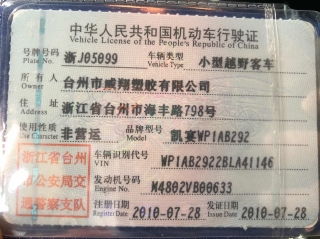 中华人民共和国机动车行驶证
Vehicle License of the People's Republic of China
号牌号码 浙J05099 车辆类型 小型越野客车
Plate No. Vehicle Type
所有人 台州市威翔塑胶有限公司
Owner
住址 浙江省台州市海丰路798号
Address
使用性质 非营运 品牌型号 凯宴WP1AB292
Use Character Model
浙江省台州市公安局交通警察支队
车辆识别代号 WP1AB2922BLA41146
VIN
发动机号码 M4802VB00633
Engine No.
注册日期 2010-07-28 发证日期 2010-07-28
Register Date Issue Date